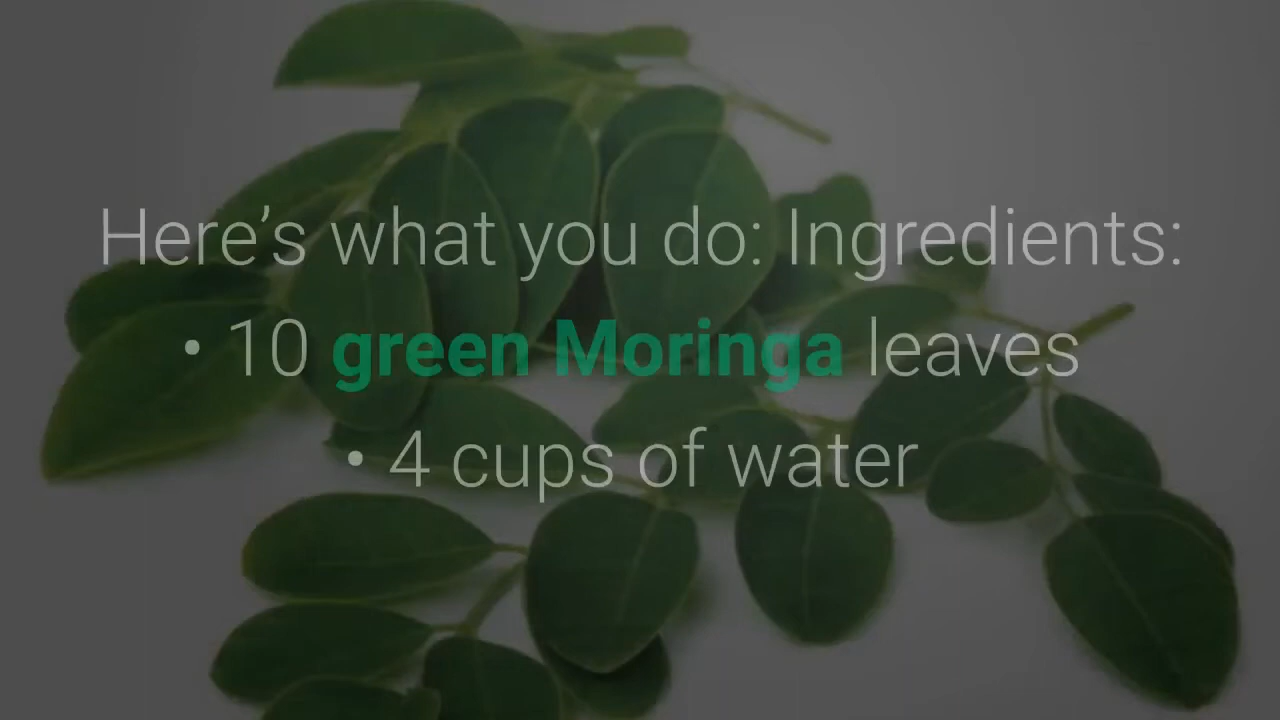 Here’s what you do: Ingredients:
• 10 green Moringa leaves
• 4 cups of water